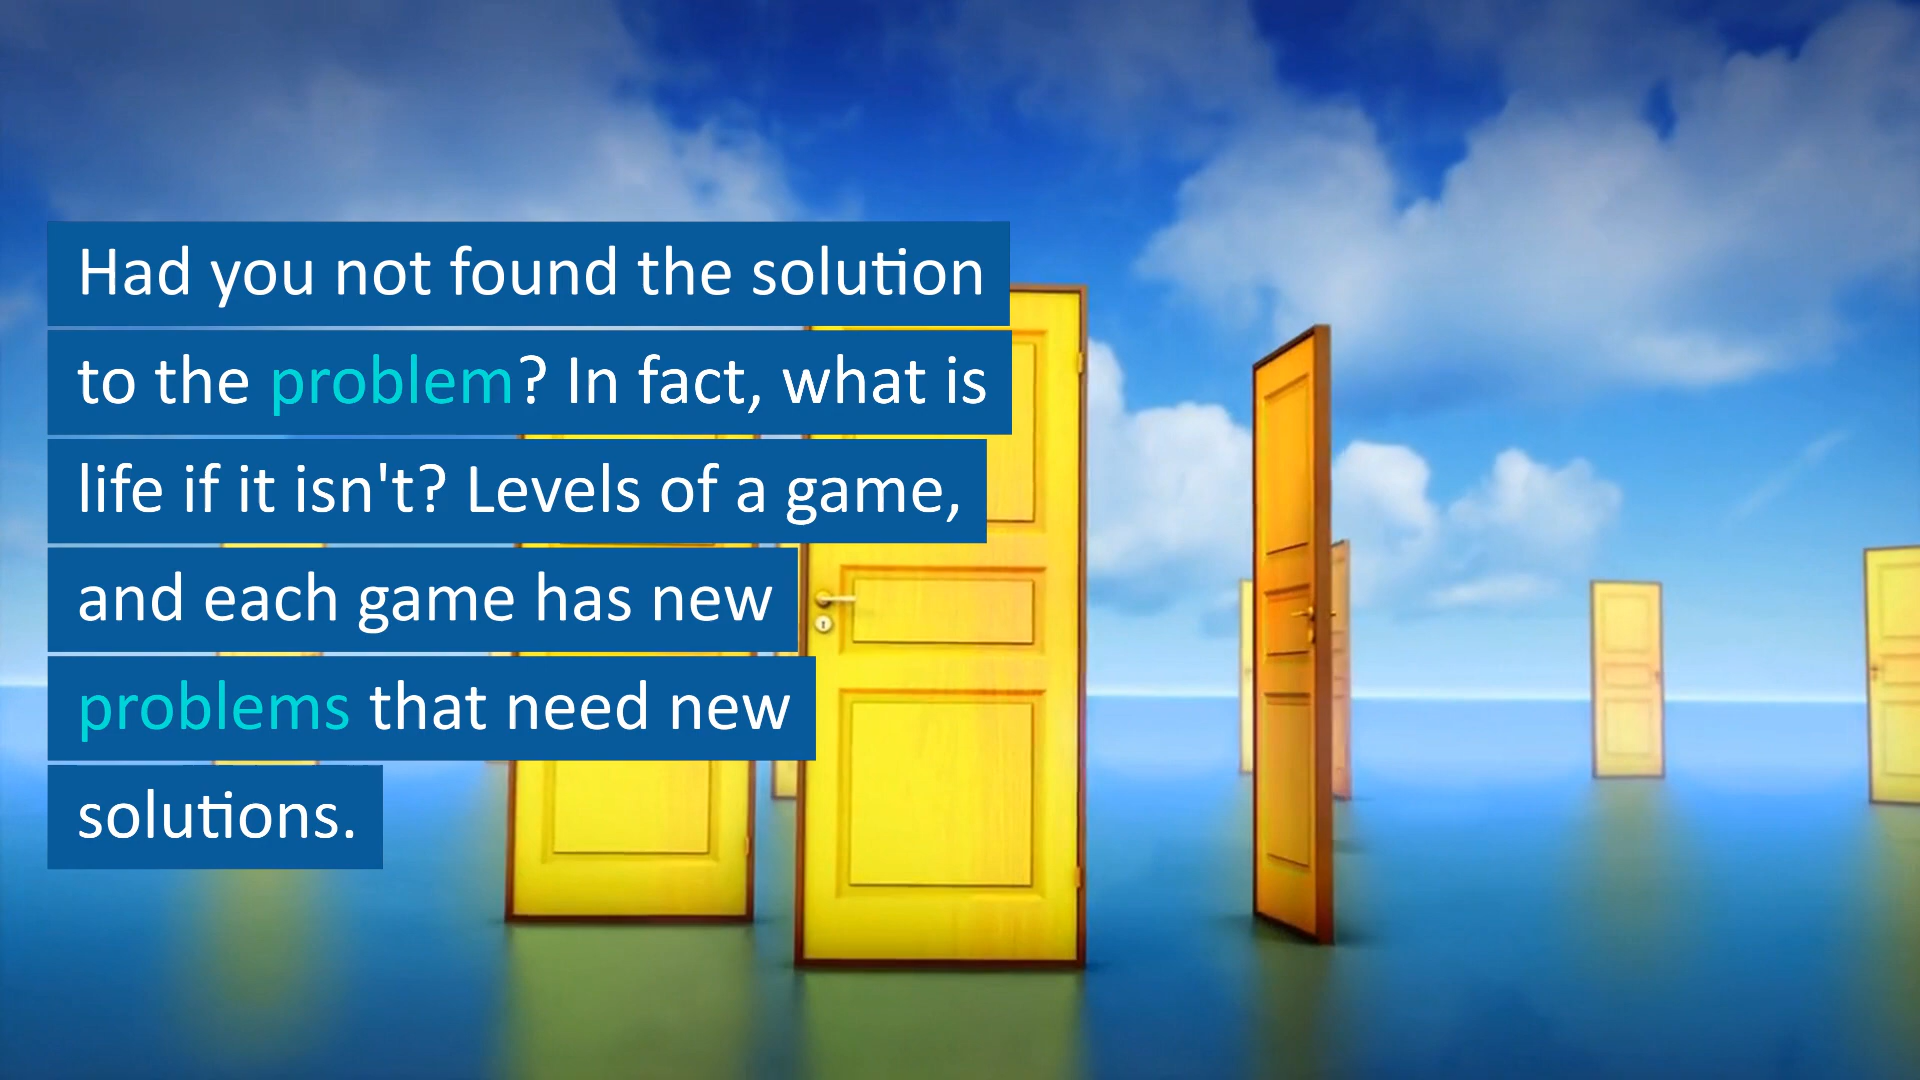 Had you not found the solution
to the problem? In fact, what is
life if it isn't? Levels of a game,
and each game has new
problems that need new
solutions.